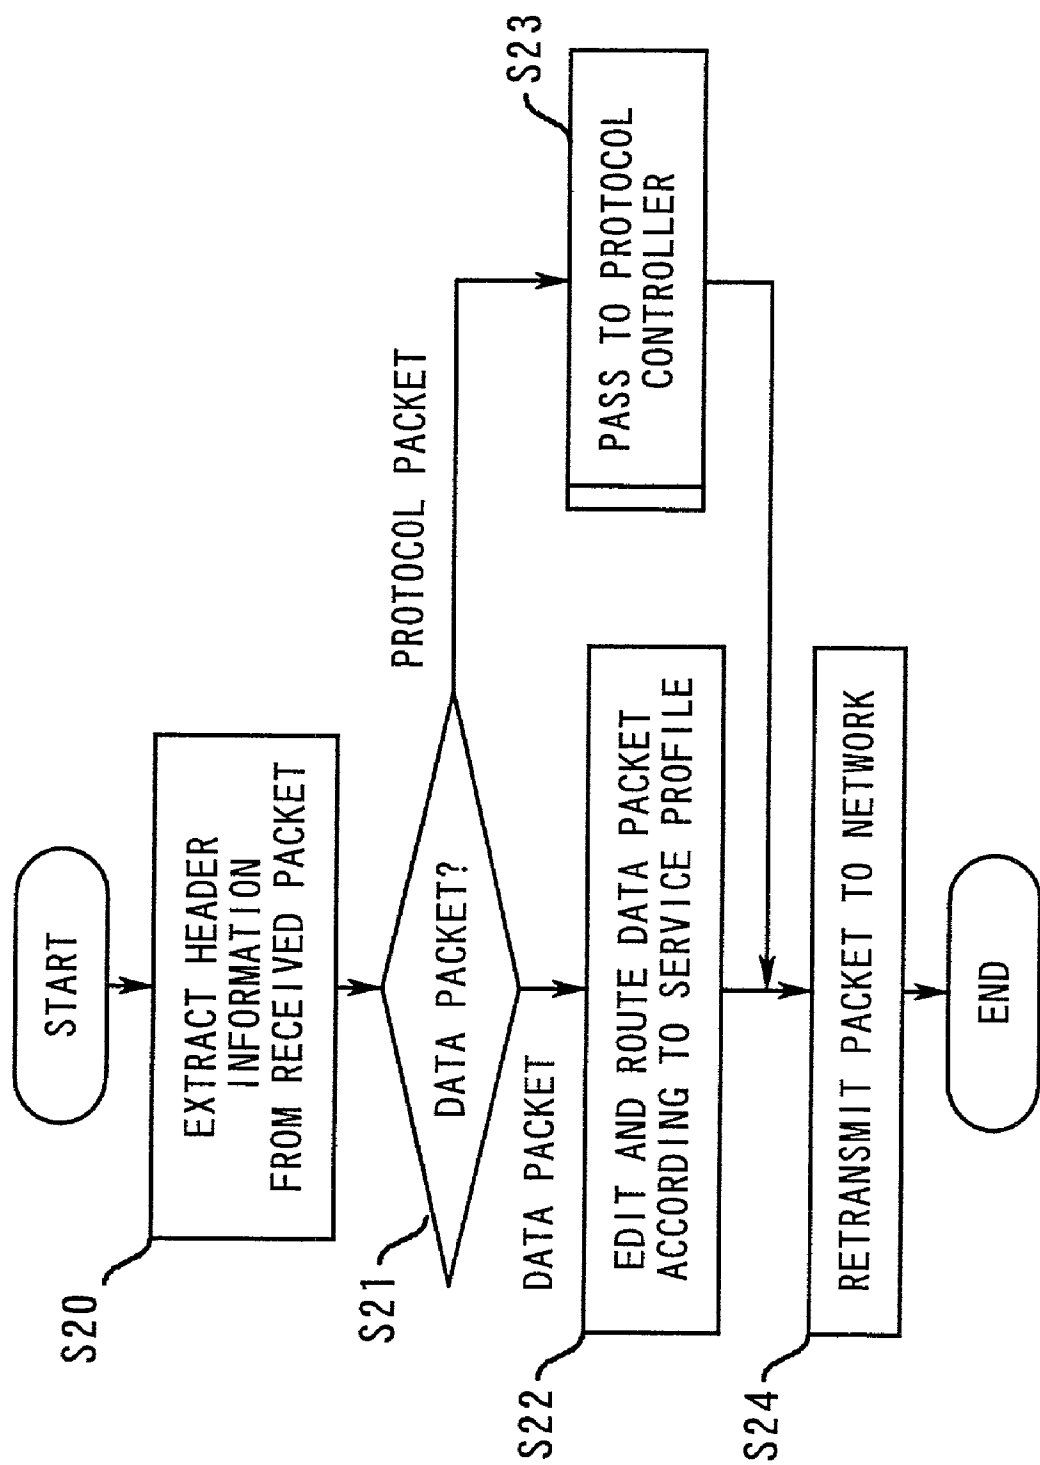 START
S20
EXTRACT HEADER
INFORMATION
FROM RECEIVED PACKET
S21
DATA PACKET?
PROTOCOL PACKET
DATA PACKET
S22
EDIT AND ROUTE DATA PACKET
ACCORDING TO SERVICE PROFILE
S23
PASS TO PROTOCOL
CONTROLLER
S24
RETRANSMIT PACKET TO NETWORK
END